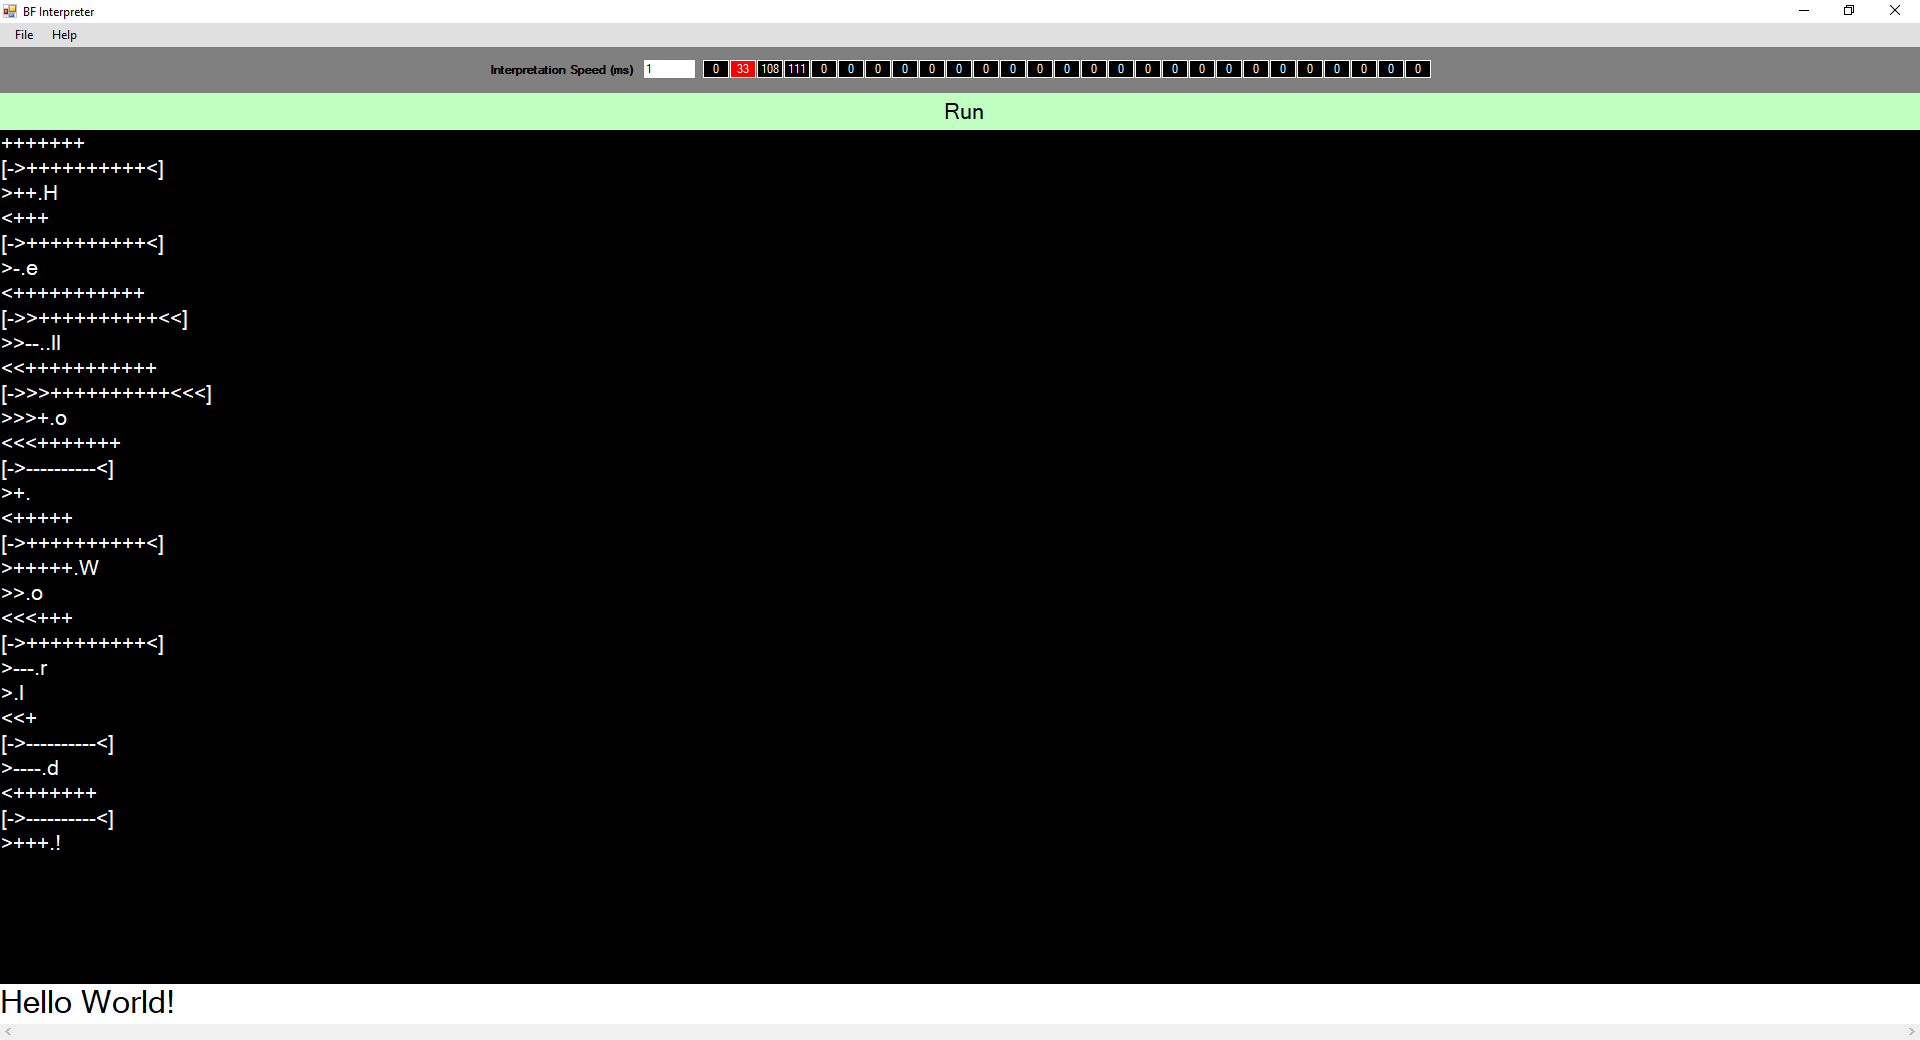 BF Interpreter
File Help
Interpretation Speed (ms) 1 0 33 108 111 0 0 0 0 0 0 0 0 0 0 0 0 0 0 0 0 0 0 0 0 0 0 0
Run
+++++++
[->++++++++++<]
>++.H
<+++
[->++++++++++<]
>-.e
<+++++++++++
[->>++++++++++<<]
>>--..ll
<<+++++++++++
[->>>++++++++++<<<]
>>>+.o
<<<+++++++
[->----------<]
>+.
<+++++
[->++++++++++<]
>+++++.W
>>.o
<<<+++
[->++++++++++<]
>---.r
>.l
<<+
[->----------<]
>----.d
<+++++++
[->----------<]
>+++.!
Hello World!